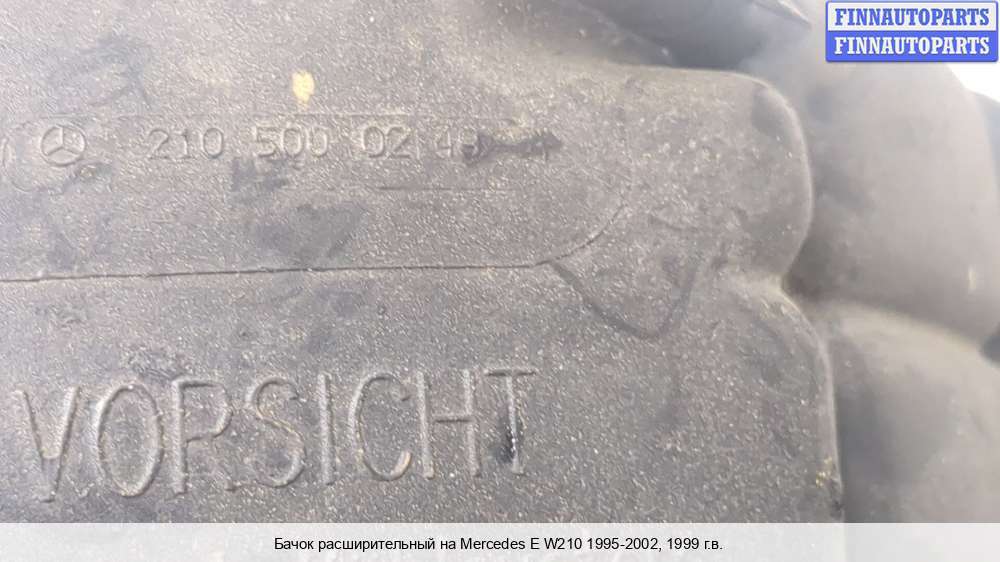 FINNAUTOPARTS
FINNAUTOPARTS
210 500 02 49
VORSICHT
Бачок расширительный на Mercedes E W210 1995-2002, 1999 г.в.